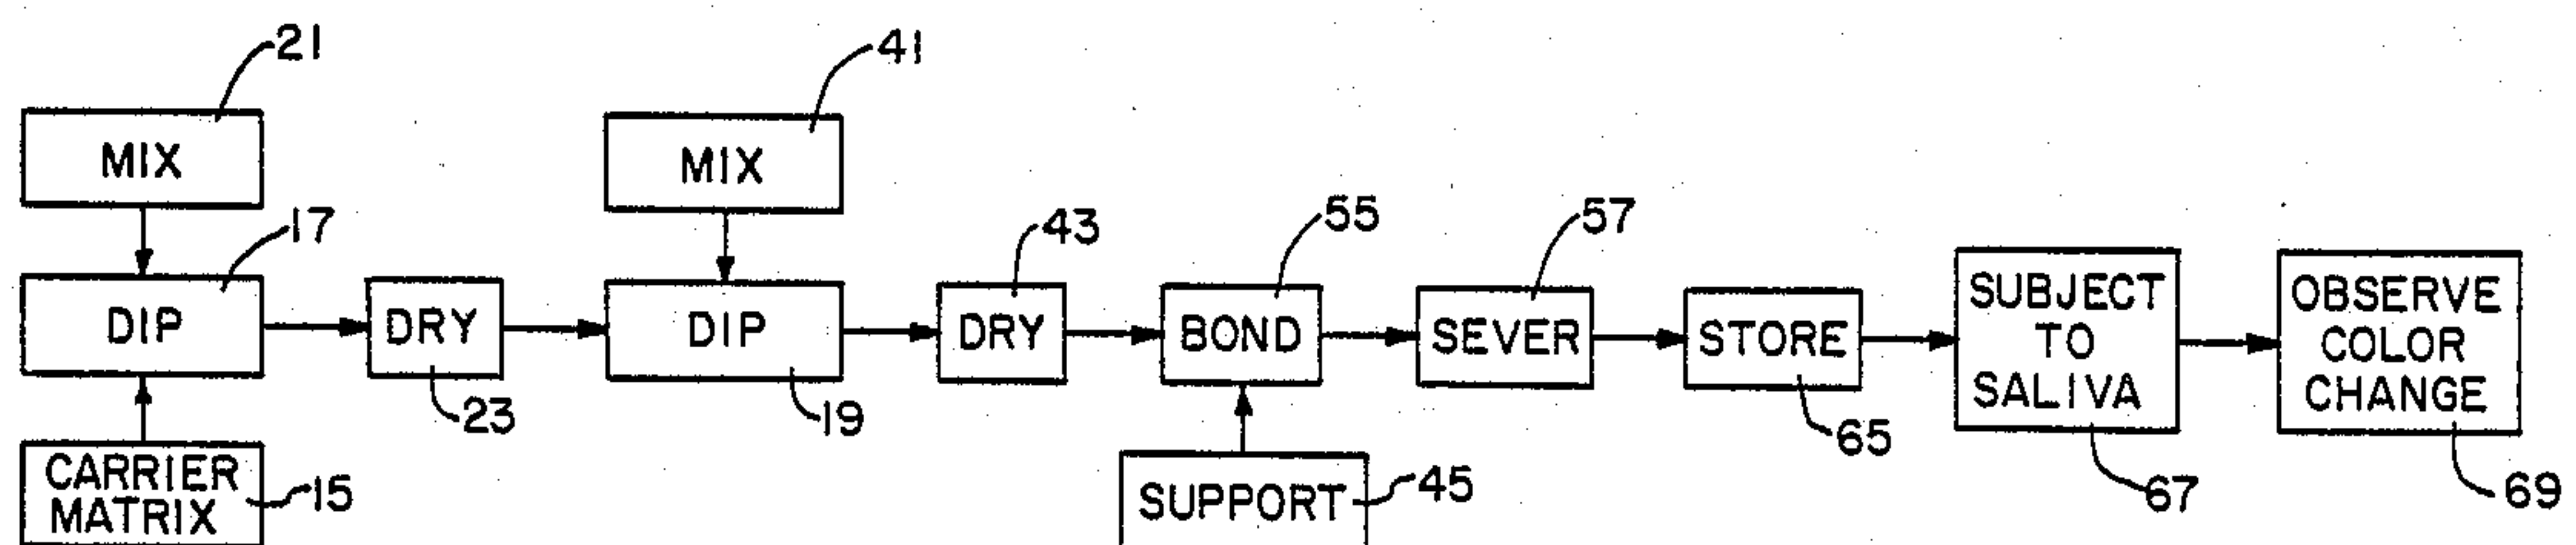 21
41
MIX
MIX
17
43
55
57
DIP
DRY
DIP
DRY
BOND
SEVER
STORE
SUBJECT
TO
SALIVA
OBSERVE
COLOR
CHANGE
23
19
65
67
69
CARRIER
MATRIX
15
SUPPORT
45